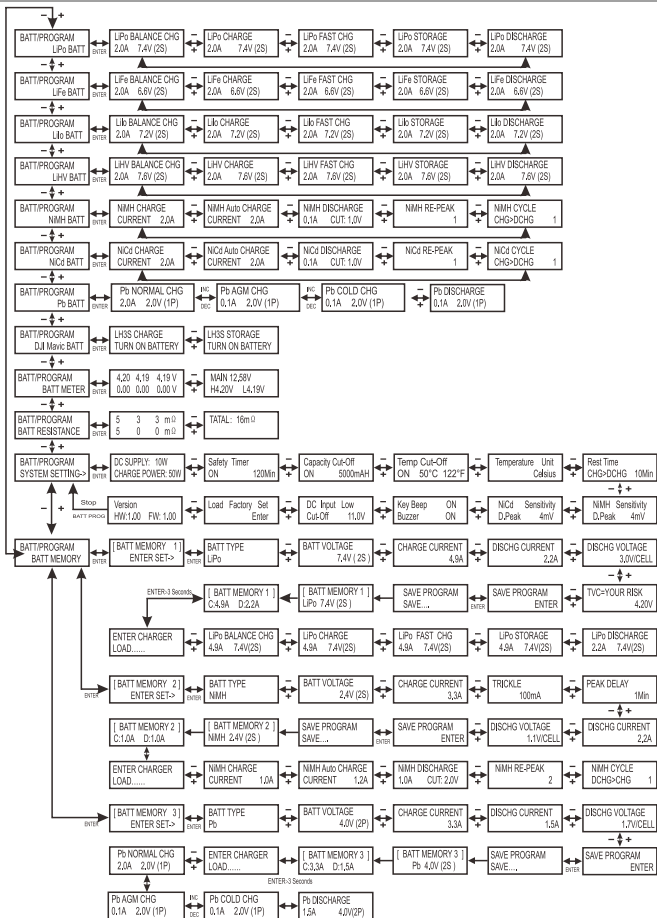 - +
BATT/PROGRAM
LiPo BATT
ENTER
LiPo BALANCE CHG
2.0A 7.4V (2S)
- +
LiPo CHARGE
2.0A 7.4V (2S)
- +
LiPo FAST CHG
2.0A 7.4V (2S)
- +
LiPo STORAGE
2.0A 7.4V (2S)
- +
LiPo DISCHARGE
2.0A 7.4V (2S)
- +
BATT/PROGRAM
LiFe BATT
ENTER
LiFe BALANCE CHG
2.0A 6.6V (2S)
- +
LiFe CHARGE
2.0A 6.6V (2S)
- +
LiFe FAST CHG
2.0A 6.6V (2S)
- +
LiFe STORAGE
2.0A 6.6V (2S)
- +
LiFe DISCHARGE
2.0A 6.6V (2S)
- +
BATT/PROGRAM
LiIo BATT
ENTER
LiIo BALANCE CHG
2.0A 7.2V (2S)
- +
LiIo CHARGE
2.0A 7.2V (2S)
- +
LiIo FAST CHG
2.0A 7.2V (2S)
- +
LiIo STORAGE
2.0A 7.2V (2S)
- +
LiIo DISCHARGE
2.0A 7.2V (2S)
- +
BATT/PROGRAM
LiHV BATT
ENTER
LiHV BALANCE CHG
2.0A 7.6V (2S)
- +
LiHV CHARGE
2.0A 7.6V (2S)
- +
LiHV FAST CHG
2.0A 7.6V (2S)
- +
LiHV STORAGE
2.0A 7.6V (2S)
- +
LiHV DISCHARGE
2.0A 7.6V (2S)
- +
BATT/PROGRAM
NiMH BATT
ENTER
NiMH CHARGE
CURRENT 2.0A
- +
NiMH Auto CHARGE
CURRENT 2.0A
- +
NiMH DISCHARGE
0.1A CUT: 1.0V
- +
NiMH RE-PEAK
1
- +
NiMH CYCLE
CHG>DCHG 1
- +
BATT/PROGRAM
NiCd BATT
ENTER
NiCd CHARGE
CURRENT 2.0A
- +
NiCd Auto CHARGE
CURRENT 2.0A
- +
NiCd DISCHARGE
0.1A CUT: 1.0V
- +
NiCd RE-PEAK
1
- +
NiCd CYCLE
CHG>DCHG 1
- +
BATT/PROGRAM
Pb BATT
ENTER
Pb NORMAL CHG
2.0A 2.0V (1P)
INC
DEC
Pb AGM CHG
0.1A 2.0V (1P)
INC
DEC
Pb COLD CHG
0.1A 2.0V (1P)
- +
Pb DISCHARGE
0.1A 2.0V (1P)
- +
BATT/PROGRAM
DJI Mavic BATT
ENTER
LH3S CHARGE
TURN ON BATTERY
- +
LH3S STORAGE
TURN ON BATTERY
- +
BATT/PROGRAM
BATT METER
ENTER
4,20 4,19 4,19 V
0.00 0.00 0.00 V
- +
MAIN 12,58V
H4.20V L4.19V
- +
BATT/PROGRAM
BATT RESISTANCE
ENTER
5 3 3 mΩ
5 0 0 mΩ
- +
TATAL: 16mΩ
- +
BATT/PROGRAM
SYSTEM SETTING->
ENTER
DC SUPPLY: 10W
CHARGE POWER: 50W
- +
Safety Timer
ON 120Min
- +
Capacity Cut-Off
ON 5000mAH
- +
Temp Cut-Off
ON 50°C 122°F
- +
Temperature Unit
Celsius
- +
Rest Time
CHG>DCHG 10Min
- +
- +
Stop
BATT PROG
Version
HW:1.00 FW: 1.00
- +
Load Factory Set
Enter
- +
DC Input Low
Cut-Off 11.0V
- +
Key Beep ON
Buzzer ON
- +
NiCd Sensitivity
D.Peak 4mV
- +
NiMH Sensitivity
D.Peak 4mV
BATT/PROGRAM
BATT MEMORY
ENTER
[ BATT MEMORY 1 ]
ENTER SET->
ENTER
BATT TYPE
LiPo
- +
BATT VOLTAGE
7,4V ( 2S )
- +
CHARGE CURRENT
4,9A
- +
DISCHG CURRENT
2,2A
- +
DISCHG VOLTAGE
3,0V/CELL
- +
ENTER>3 Seconds
[ BATT MEMORY 1 ]
C:4.9A D:2.2A
[ BATT MEMORY 1 ]
LiPo 7.4V (2S )
SAVE PROGRAM
SAVE....
ENTER
SAVE PROGRAM
ENTER
- +
TVC=YOUR RISK
4.20V
ENTER CHARGER
LOAD......
LiPo BALANCE CHG
4.9A 7.4V(2S)
- +
LiPo CHARGE
4.9A 7.4V(2S)
- +
LiPo FAST CHG
4.9A 7.4V(2S)
- +
LiPo STORAGE
4.9A 7.4V(2S)
- +
LiPo DISCHARGE
2.2A 7.4V(2S)
ENTER
[ BATT MEMORY 2 ]
ENTER SET->
ENTER
BATT TYPE
NiMH
- +
BATT VOLTAGE
2,4V (2S)
- +
CHARGE CURRENT
3,3A
- +
TRICKLE
100mA
- +
PEAK DELAY
1Min
- +
[ BATT MEMORY 2 ]
C:1.0A D:1.0A
[ BATT MEMORY 2 ]
NiMH 2.4V (2S )
SAVE PROGRAM
SAVE....
ENTER
SAVE PROGRAM
ENTER
- +
DISCHG VOLTAGE
1.1V/CELL
- +
DISCHG CURRENT
2,2A
ENTER CHARGER
LOAD......
NiMH CHARGE
CURRENT 1.0A
- +
NiMH Auto CHARGE
CURRENT 1.2A
- +
NiMH DISCHARGE
1.0A CUT: 2.0V
- +
NiMH RE-PEAK
2
- +
NiMH CYCLE
DCHG>CHG 1
ENTER
[ BATT MEMORY 3 ]
ENTER SET->
ENTER
BATT TYPE
Pb
- +
BATT VOLTAGE
4.0V (2P)
- +
CHARGE CURRENT
3.3A
- +
DISCHG CURRENT
1.5A
- +
DISCHG VOLTAGE
1.7V/CELL
- +
Pb NORMAL CHG
2.0A 2.0V (1P)
ENTER CHARGER
LOAD......
[ BATT MEMORY 3 ]
C:3,3A D:1,5A
[ BATT MEMORY 3 ]
Pb 4,0V (2S )
SAVE PROGRAM
SAVE....
ENTER
SAVE PROGRAM
ENTER
ENTER>3 Seconds
Pb AGM CHG
0.1A 2.0V (1P)
INC
DEC
Pb COLD CHG
0.1A 2.0V (1P)
- +
Pb DISCHARGE
1.5A 4.0V(2P)